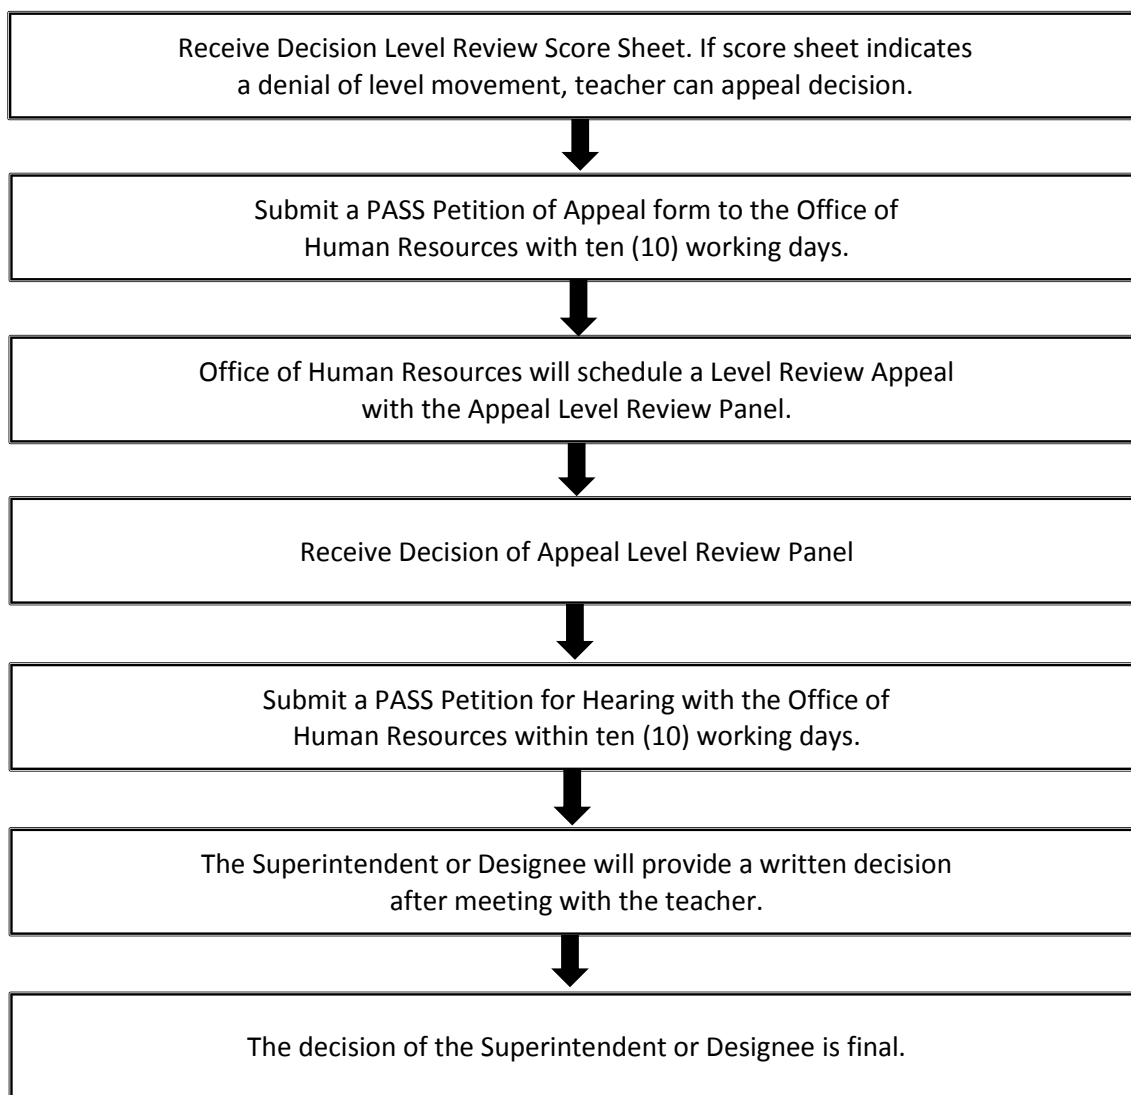 Receive Decision Level Review Score Sheet. If score sheet indicates
a denial of level movement, teacher can appeal decision.
Submit a PASS Petition of Appeal form to the Office of
Human Resources with ten (10) working days.
Office of Human Resources will schedule a Level Review Appeal
with the Appeal Level Review Panel.
Receive Decision of Appeal Level Review Panel
Submit a PASS Petition for Hearing with the Office of
Human Resources within ten (10) working days.
The Superintendent or Designee will provide a written decision
after meeting with the teacher.
The decision of the Superintendent or Designee is final.